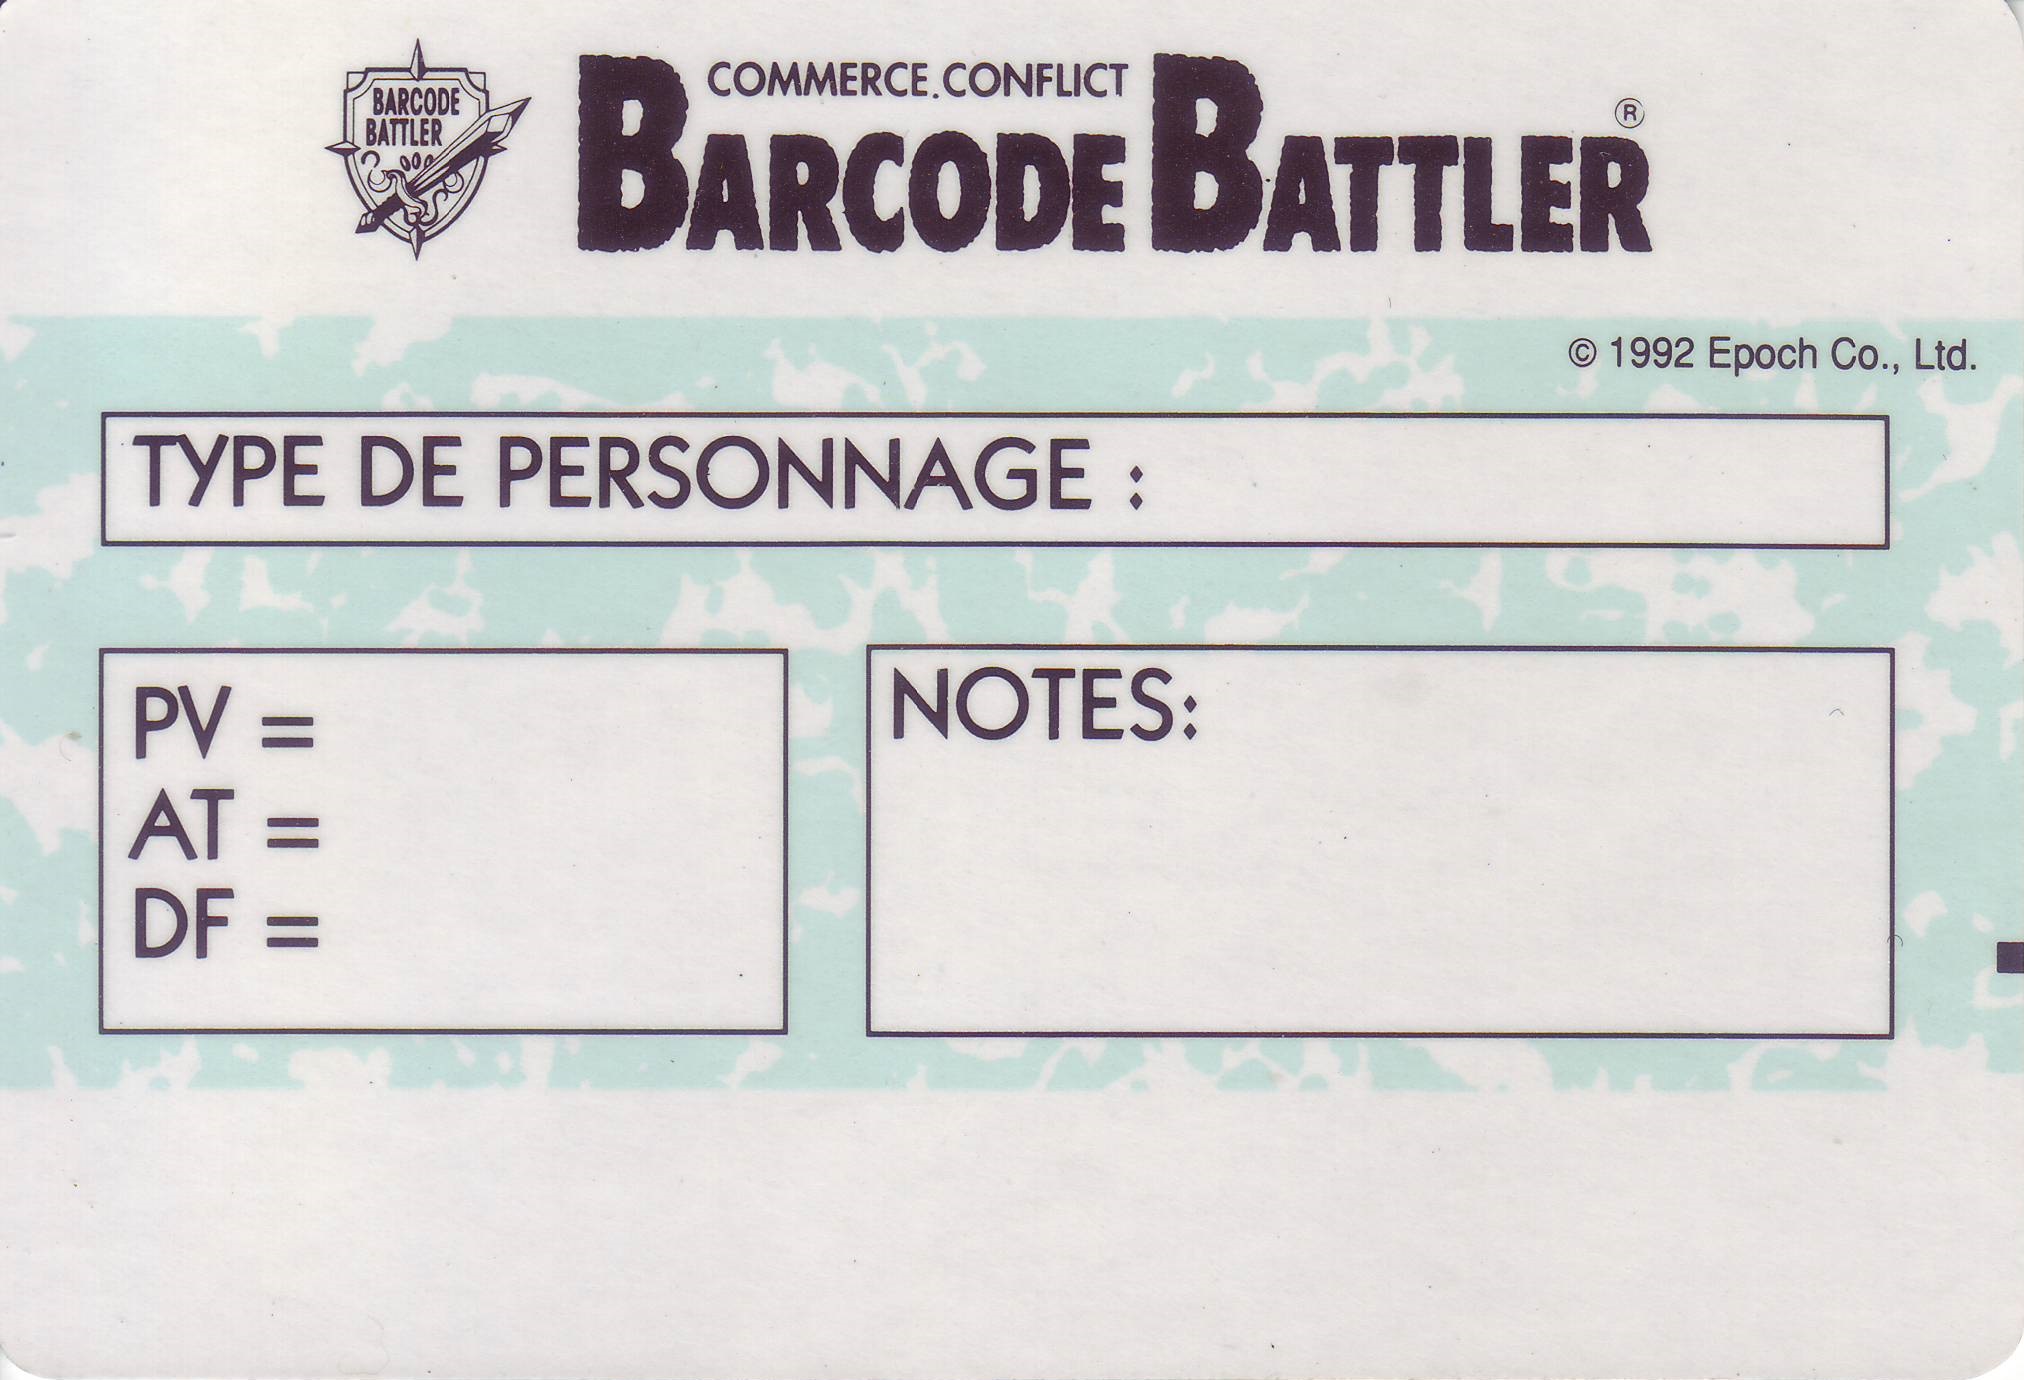 BARCODE
BATTLER
COMMERCE.CONFLICT
BARCODE BATTLER®
© 1992 Epoch Co., Ltd.
TYPE DE PERSONNAGE :
PV =
AT =
DF =
NOTES: